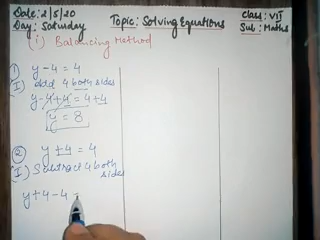 Date: 2/5/20 Topic: Solving Equations Class: VII
Day: Saturday Sub: Maths
(i) Balancing Method
① y - 4 = 4
(I) Add 4 both sides
y - 4 + 4 = 4 + 4
y = 8
② y + 4 = 4
(I) Subtract 4 both sides
y + 4 - 4 =